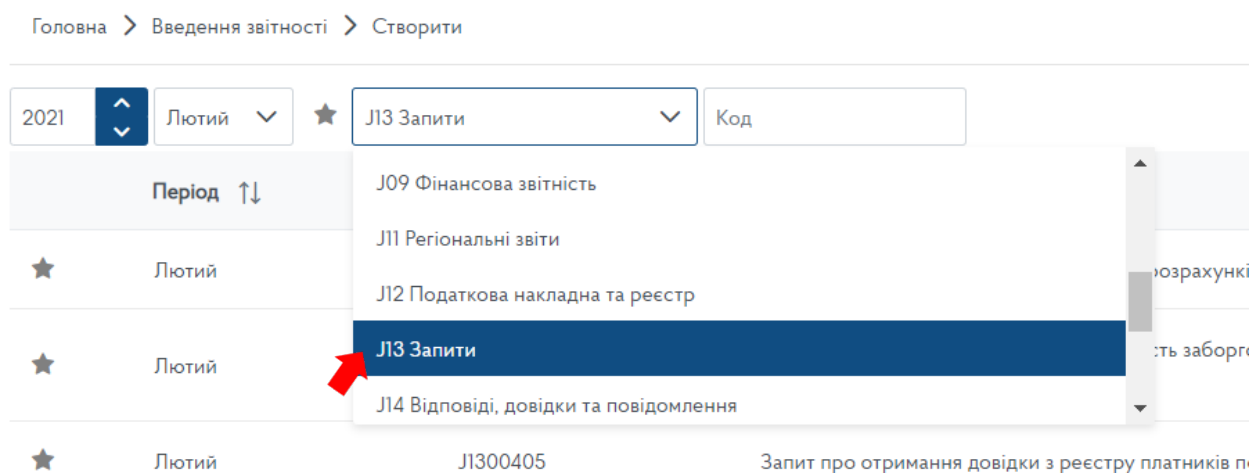 Головна > Введення звітності > Створити
2021 Лютий J13 Запити Код
Період
J09 Фінансова звітність
J11 Регіональні звіти
Лютий
J12 Податкова накладна та реєстр
J13 Запити
Лютий
J14 Відповіді, довідки та повідомлення
Лютий J1300405 Запит про отримання довідки з реєстру платників